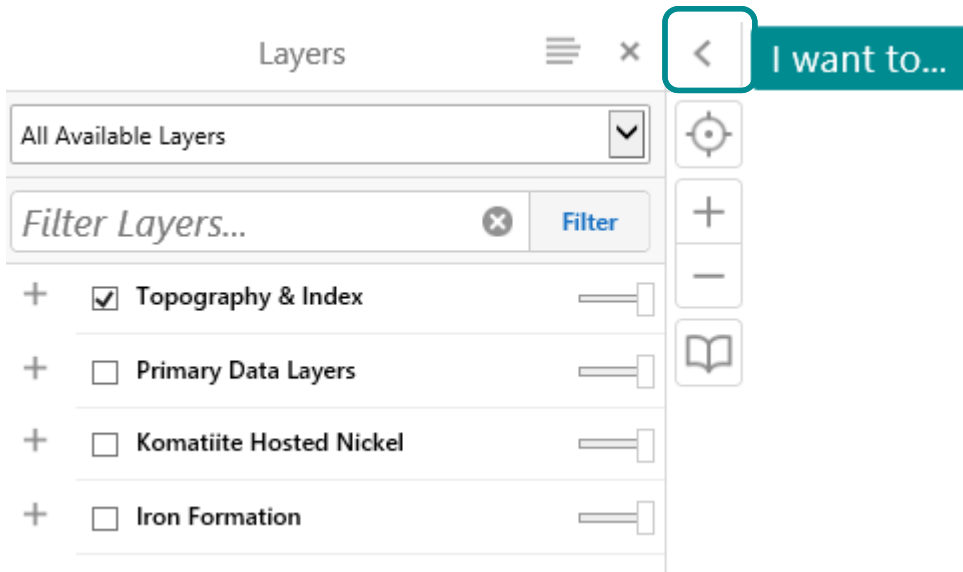 Layers
I want to...
All Available Layers
Filter Layers...
Filter
Topography & Index
Primary Data Layers
Komatiite Hosted Nickel
Iron Formation